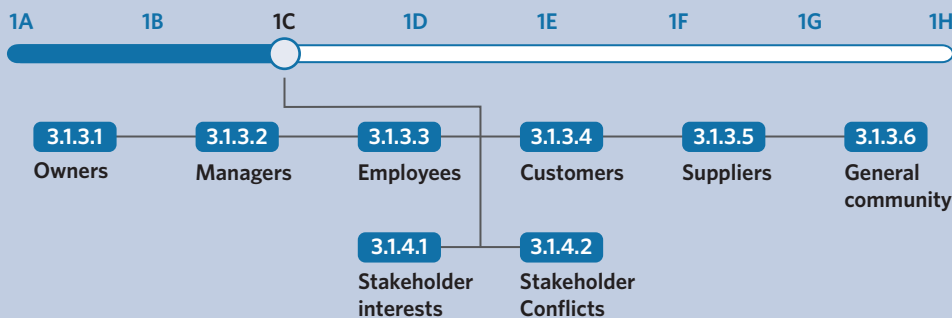 1A 1B 1C 1D 1E 1F 1G 1H
3.1.3.1 3.1.3.2 3.1.3.3 3.1.3.4 3.1.3.5 3.1.3.6
Owners Managers Employees Customers Suppliers General
community
3.1.4.1 3.1.4.2
Stakeholder Stakeholder
interests Conflicts